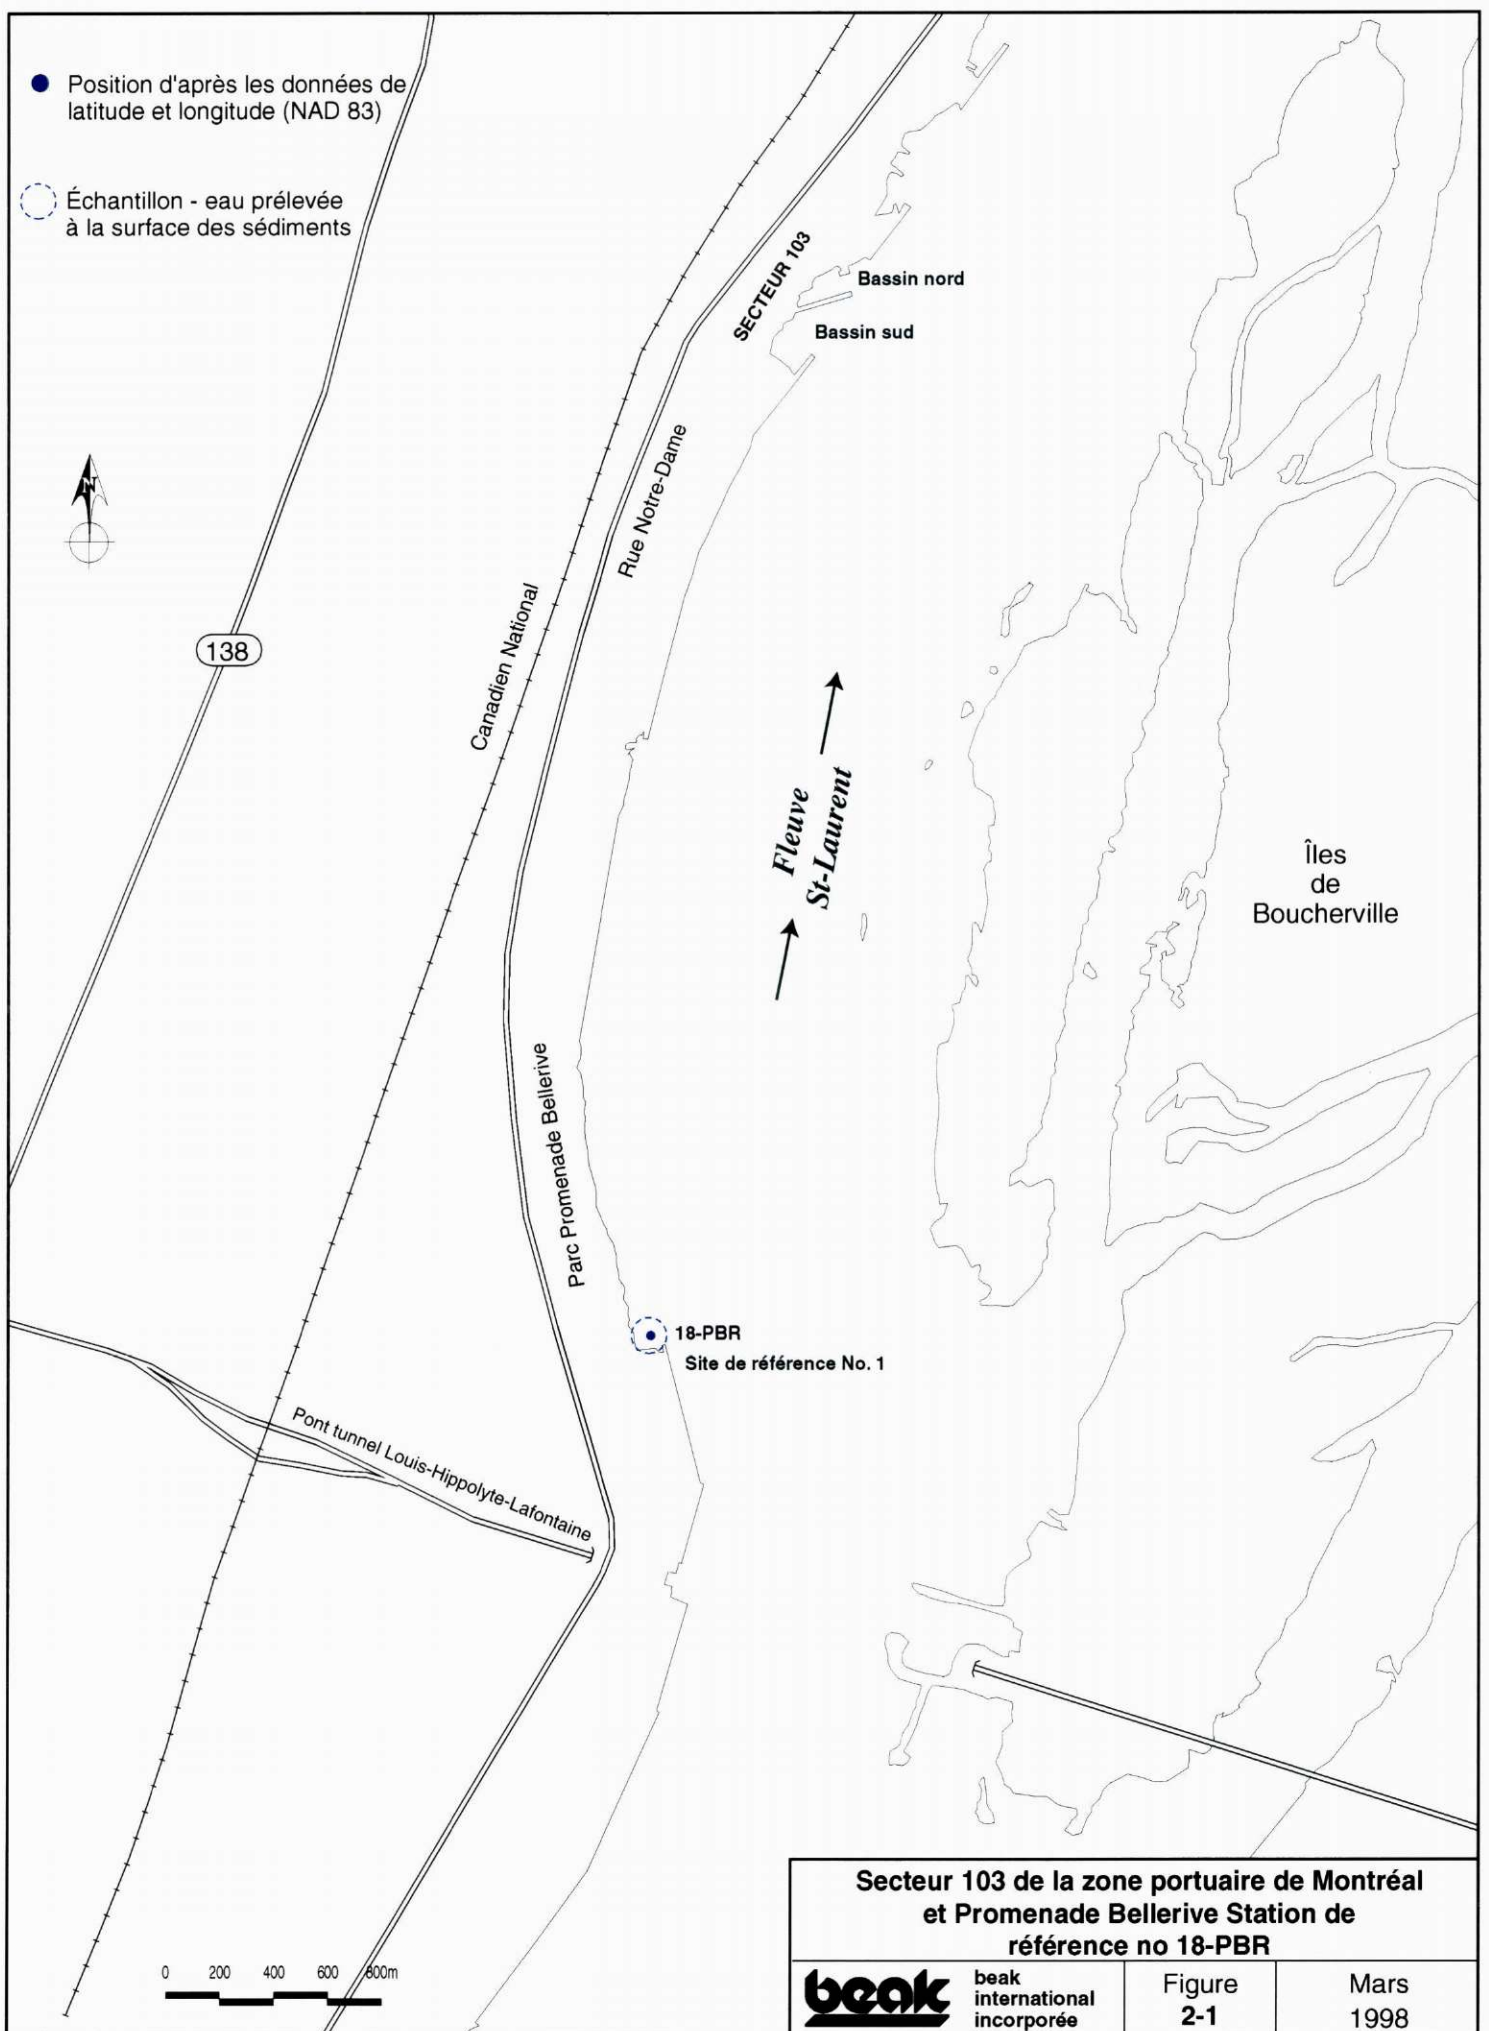 Position d'après les données de
latitude et longitude (NAD 83)
Échantillon - eau prélevée
à la surface des sédiments
SECTEUR 103
Bassin nord
Bassin sud
Rue Notre-Dame
N
Canadien National
138
Fleuve
St-Laurent
Îles
de
Boucherville
Parc Promenade Bellerive
18-PBR
Site de référence No. 1
Pont tunnel Louis-Hippolyte-Lafontaine
0 200 400 600 800m
Secteur 103 de la zone portuaire de Montréal
et Promenade Bellerive Station de
référence no 18-PBR
beak
beak
international
incorporée
Figure
2-1
Mars
1998